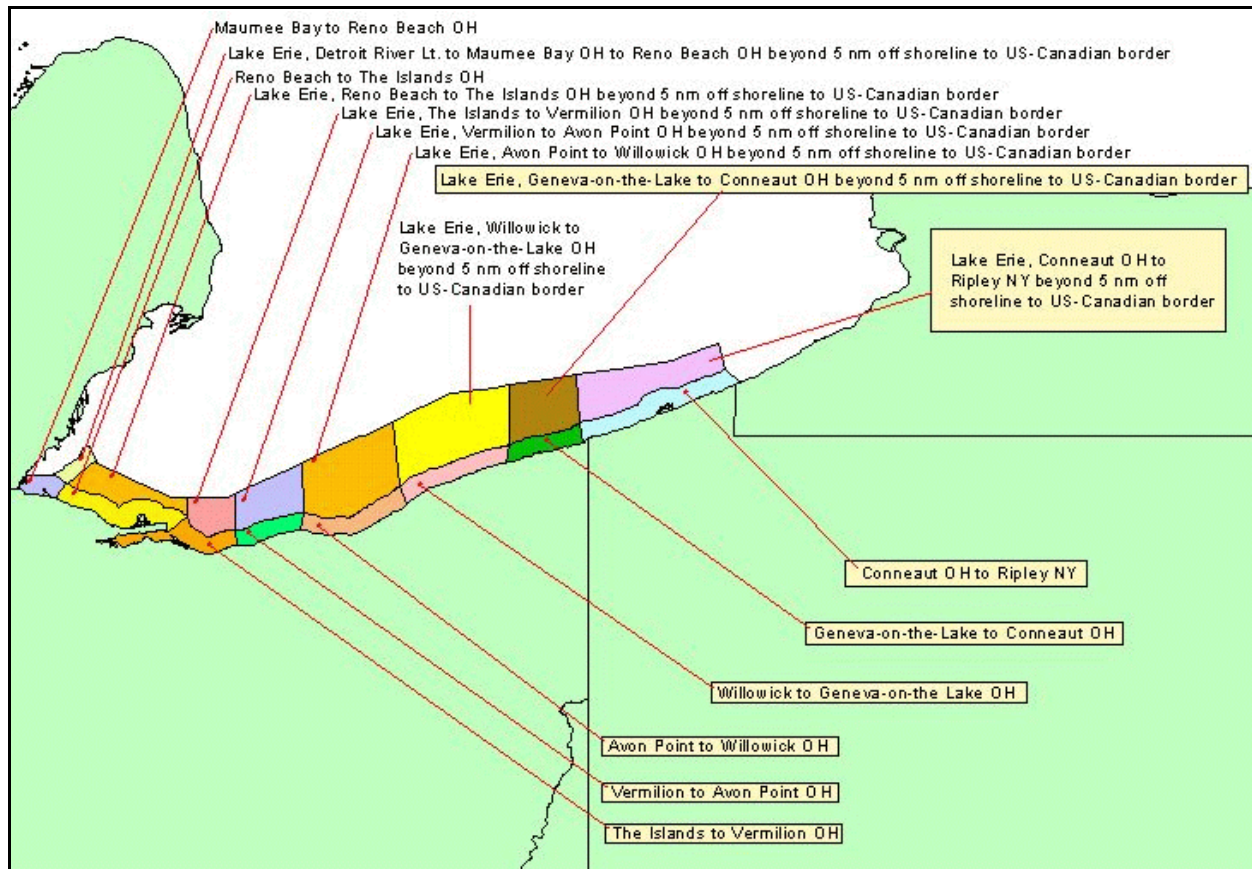 Maumee Bay to Reno Beach OH
Lake Erie, Detroit River Lt. to Maumee Bay OH to Reno Beach OH beyond 5 nm off shoreline to US-Canadian border
Reno Beach to The Islands OH
Lake Erie, Reno Beach to The Islands OH beyond 5 nm off shoreline to US-Canadian border
Lake Erie, The Islands to Vermilion OH beyond 5 nm off shoreline to US-Canadian border
Lake Erie, Vermilion to Avon Point OH beyond 5 nm off shoreline to US-Canadian border
Lake Erie, Avon Point to Willowick OH beyond 5 nm off shoreline to US-Canadian border
Lake Erie, Geneva-on-the-Lake to Conneaut OH beyond 5 nm off shoreline to US-Canadian border
Lake Erie, Willowick to
Geneva-on-the-Lake OH
beyond 5 nm off shoreline
to US-Canadian border
Lake Erie, Conneaut OH to
Ripley NY beyond 5 nm off
shoreline to US-Canadian border
Conneaut OH to Ripley NY
Geneva-on-the-Lake to Conneaut OH
Willowick to Geneva-on-the Lake OH
Avon Point to Willowick OH
Vermilion to Avon Point OH
The Islands to Vermilion OH